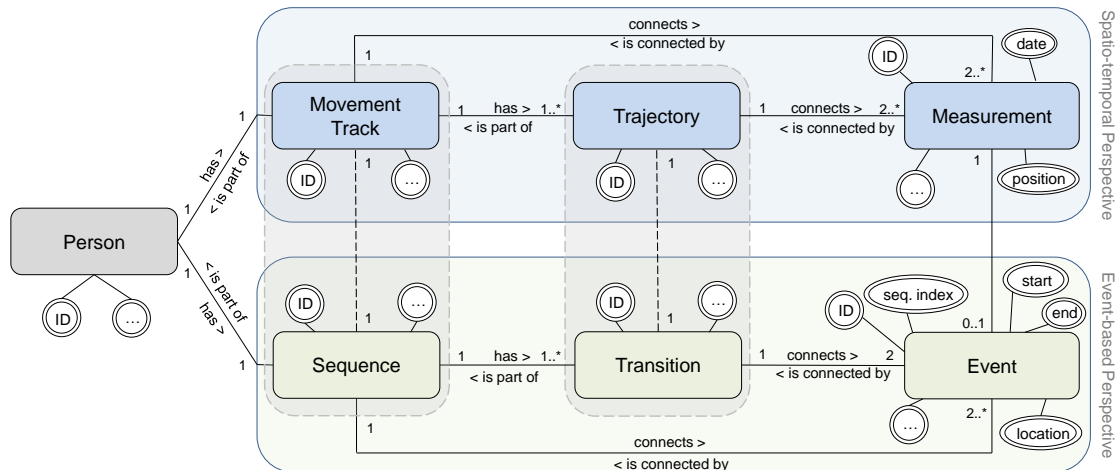 connects >
< is connected by
Spatio-temporal Perspective
date
ID
1
2..*
Movement
Track
1
has >
1..*
< is part of
Trajectory
1
connects >
2..*
< is connected by
Measurement
1
has >
< is part of
1
ID
1
...
ID
1
...
...
1
position
Person
1
1
ID
...
< is part of
has >
1
Event-based Perspective
ID
...
1
ID
...
1
ID
seq. index
start
end
0..1
Sequence
1
has >
1..*
< is part of
Transition
1
connects >
2
< is connected by
Event
...
2..*
location
1
connects >
< is connected by